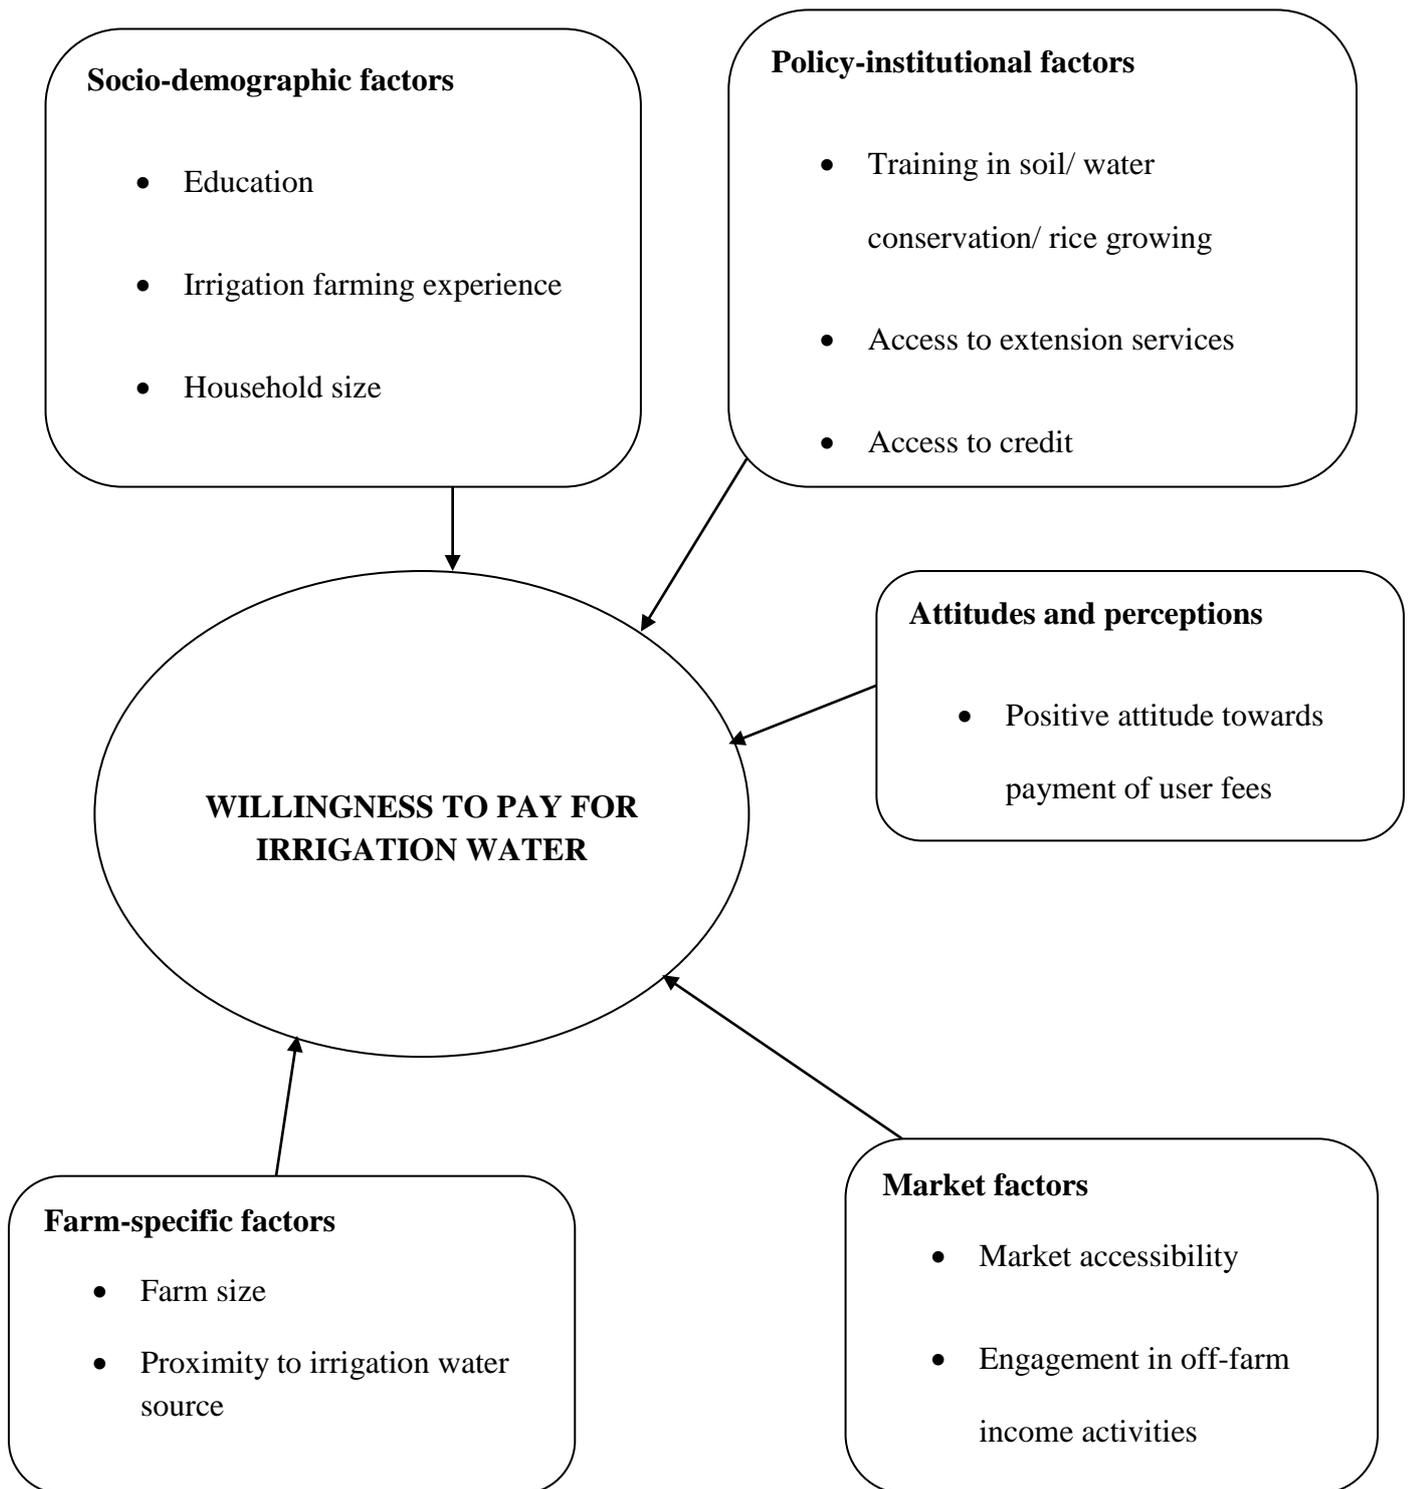 Socio-demographic factors
• Education
• Irrigation farming experience
• Household size
Policy-institutional factors
• Training in soil/ water
conservation/ rice growing
• Access to extension services
• Access to credit
Attitudes and perceptions
• Positive attitude towards
payment of user fees
WILLINGNESS TO PAY FOR
IRRIGATION WATER
Farm-specific factors
• Farm size
• Proximity to irrigation water
source
Market factors
• Market accessibility
• Engagement in off-farm
income activities